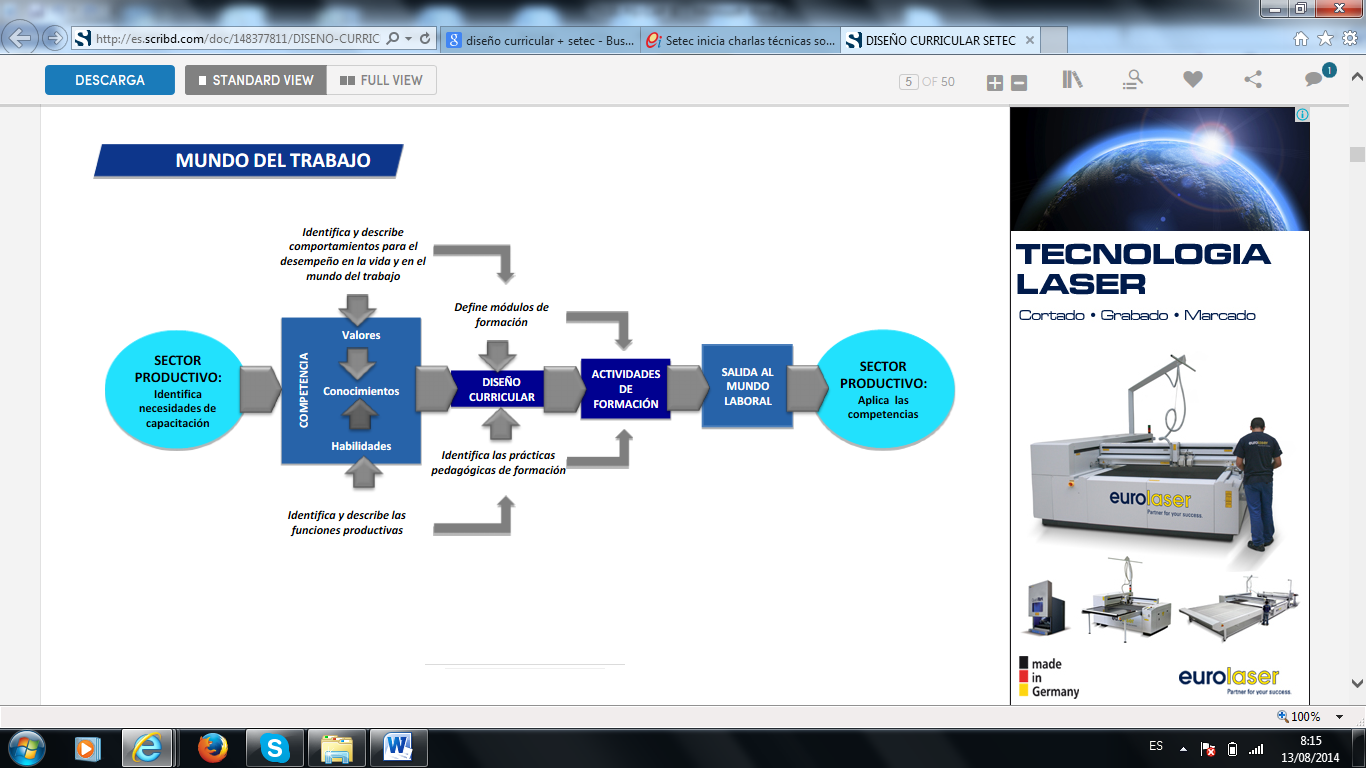 http://es.scribd.com/doc/148377811/DISENO-CURRIC
diseño curricular + setec - Bus...
Setec inicia charlas técnicas so...
DISEÑO CURRICULAR SETEC
DESCARGA
STANDARD VIEW
FULL VIEW
5 OF 50
1
MUNDO DEL TRABAJO
Identifica y describe
comportamientos para el
desempeño en la vida y en el
mundo del trabajo
Define módulos de
formación
SECTOR
PRODUCTIVO:
Identifica
necesidades de
capacitación
COMPETENCIA
Valores
Conocimientos
Habilidades
DISEÑO
CURRICULAR
ACTIVIDADES
DE
FORMACIÓN
SALIDA AL
MUNDO
LABORAL
SECTOR
PRODUCTIVO:
Aplica las
competencias
Identifica las prácticas
pedagógicas de formación
Identifica y describe las
funciones productivas
TECNOLOGIA
LASER
Cortado • Grabado • Marcado
eurolaser
eurolaser
Partner for your success.
made
in
Germany
eurolaser
Partner for your success.
100%
ES
8:15
13/08/2014